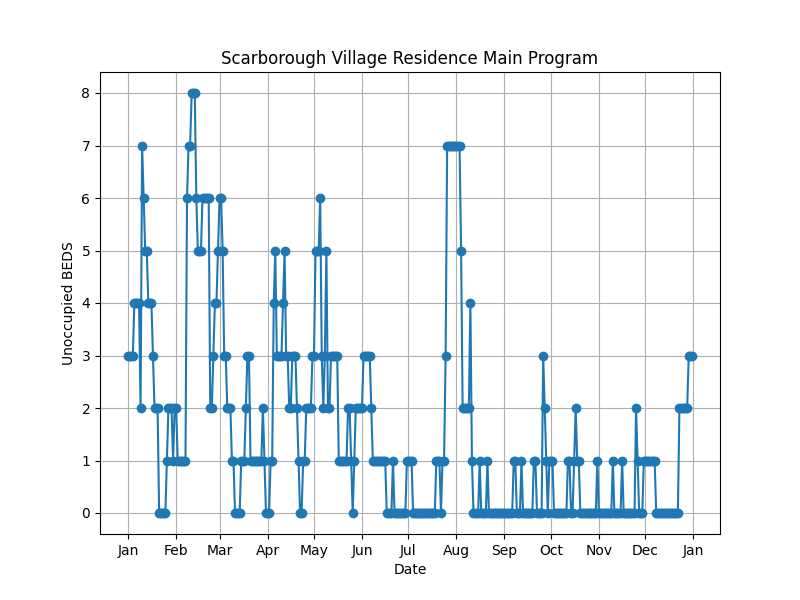 Scarborough Village Residence Main Program
8
7
6
5
4
3
2
1
0
Unoccupied BEDS
Jan Feb Mar Apr May Jun Jul Aug Sep Oct Nov Dec Jan
Date